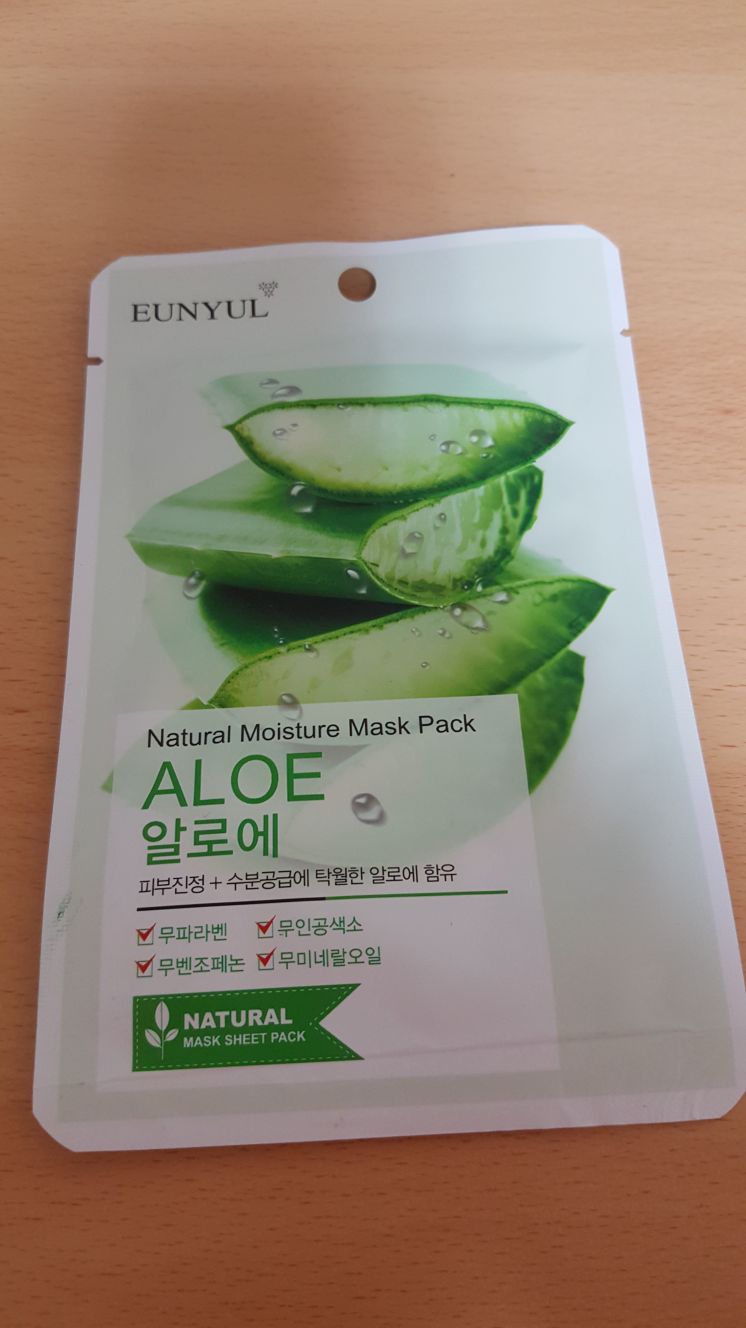 EUNYUL
Natural Moisture Mask Pack
ALOE
알로에
피부진정 + 수분공급에 탁월한 알로에 함유
무파라벤 무인공색소
무벤조페논 무미네랄오일
NATURAL
MASK SHEET PACK